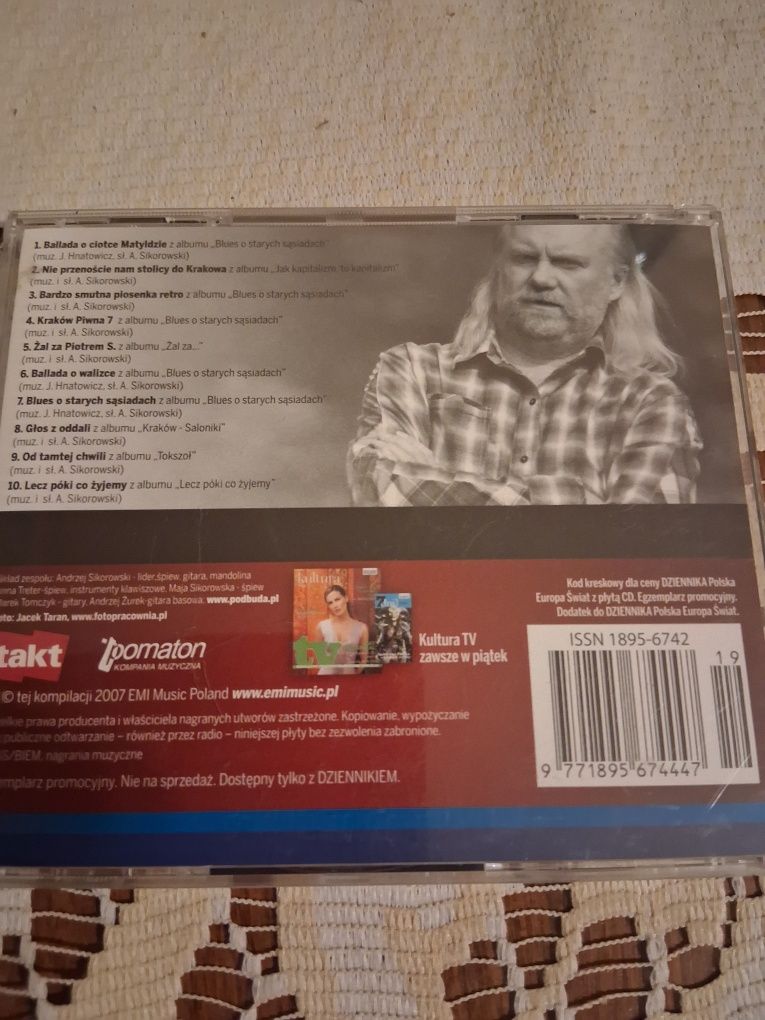 1. Ballada o ciotce Matyldzie z albumu „Blues o starych sąsiadach"
(muz. J. Hnatowicz, sł. A. Sikorowski)
2. Nie przenoście nam stolicy do Krakowa z albumu „Jak kapitalizm, to kapitalizm"
(muz. i sł. A. Sikorowski)
3. Bardzo smutna piosenka retro z albumu „Blues o starych sąsiadach"
(muz. i sł. A. Sikorowski)
4. Kraków Piwna 7 z albumu „Blues o starych sąsiadach"
(muz. i sł. A. Sikorowski)
5. Żal za Piotrem S. z albumu „Żal za..."
(muz. i sł. A. Sikorowski)
6. Ballada o walizce z albumu „Blues o starych sąsiadach"
(muz. J. Hnatowicz, sł. A. Sikorowski)
7. Blues o starych sąsiadach z albumu „Blues o starych sąsiadach"
(muz. J. Hnatowicz, sł. A. Sikorowski)
8. Głos z oddali z albumu „Kraków - Saloniki"
(muz. i sł. A. Sikorowski)
9. Od tamtej chwili z albumu „Tokszoł"
(muz. i sł. A. Sikorowski)
10. Lecz póki co żyjemy z albumu „Lecz póki co żyjemy"
(muz. i sł. A. Sikorowski)
kład zespołu: Andrzej Sikorowski - lider,śpiew, gitara, mandolina
nna Treter-śpiew, instrumenty klawiszowe, Maja Sikorowska - śpiew
arek Tomczyk - gitary, Andrzej Żurek-gitara basowa. www.podbuda.pl
to: Jacek Taran, www.fotopracownia.pl
takt
pomaton
KOMPANIA MUZYCZNA
kultura
tv
Kultura TV
zawsze w piątek
Kod kreskowy dla ceny DZIENNIKA Polska
Europa Świat z płytą CD. Egzemplarz promocyjny.
Dodatek do DZIENNIKA Polska Europa Świat.
ISSN 1895-6742
19
9 771895 674447
© tej kompilacji 2007 EMI Music Poland www.emimusic.pl
elkie prawa producenta i właściciela nagranych utworów zastrzeżone. Kopiowanie, wypożyczanie
publiczne odtwarzanie – również przez radio – niniejszej płyty bez zezwolenia zabronione.
S/BIEM, nagrania muzyczne
emplarz promocyjny. Nie na sprzedaż. Dostępny tylko z DZIENNIKIEM.